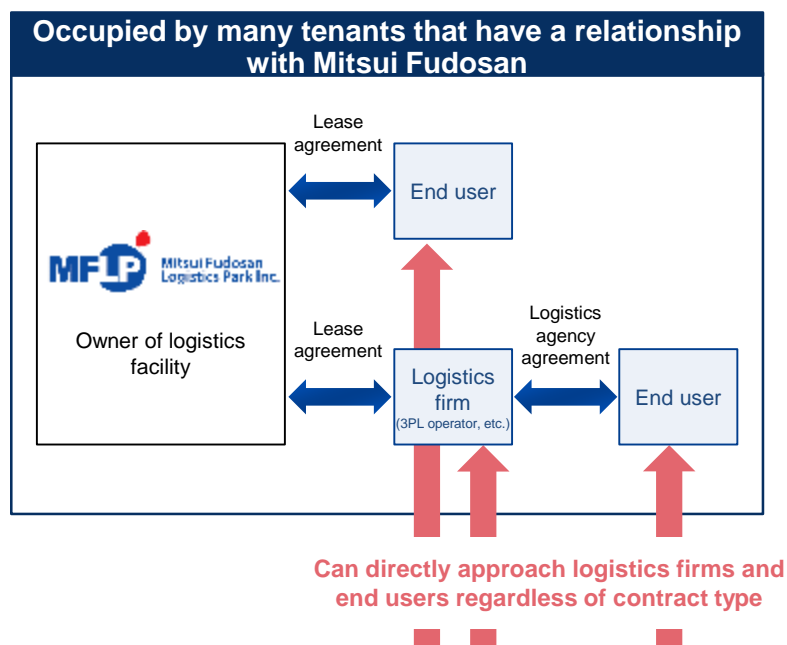 Occupied by many tenants that have a relationship
with Mitsui Fudosan
Lease
agreement
End user
MFLP
Mitsui Fudosan
Logistics Park Inc.
Owner of logistics
facility
Lease
agreement
Logistics
firm
(3PL operator, etc.)
Logistics
agency
agreement
End user
Can directly approach logistics firms and
end users regardless of contract type